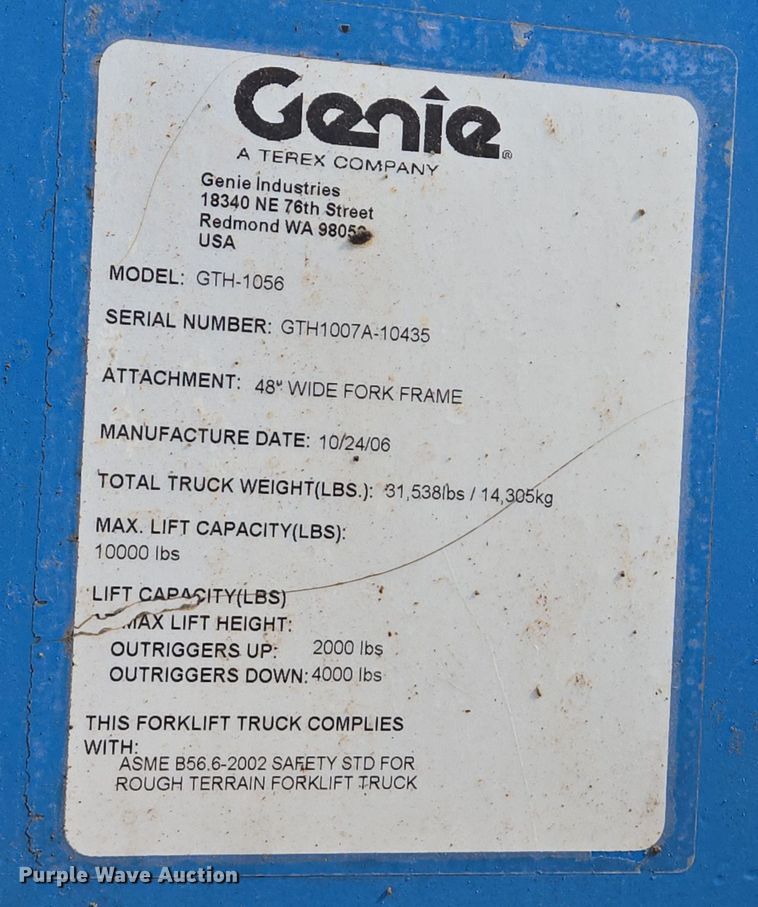 Genie®
A TEREX COMPANY
Genie Industries
18340 NE 76th Street
Redmond WA
USA
MODEL: GTH-1056
SERIAL NUMBER: GTH1007A-10435
ATTACHMENT: 48" WIDE FORK FRAME
MANUFACTURE DATE: 10/24/06
TOTAL TRUCK WEIGHT(LBS.): 31,538lbs / 14,305kg
MAX. LIFT CAPACITY(LBS):
10000 lbs
LIFT CAPACITY(LBS)
MAX LIFT HEIGHT:
OUTRIGGERS UP: 2000 lbs
OUTRIGGERS DOWN: 4000 lbs
THIS FORKLIFT TRUCK COMPLIES
WITH:
ASME B56.6-2002 SAFETY STD FOR
ROUGH TERRAIN FORKLIFT TRUCK
Purple Wave Auction